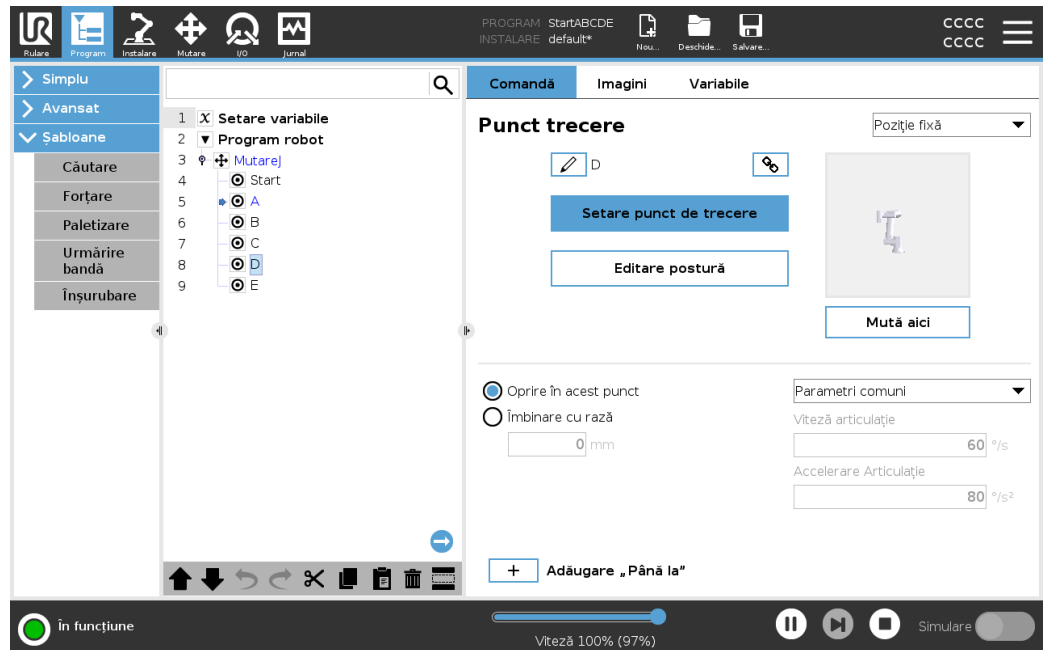 PROGRAM StartABCDE
INSTALARE default*
Rulare Program Instalare Mutare I/O Jurnal Nou... Deschide... Salvare...
CCCC
CCCC
Simplu
Avansat
Șabloane
Căutare
Forțare
Paletizare
Urmărire
bandă
Înșurubare
1 X Setare variabile
2 Program robot
3 MutareJ
4 Start
5 A
6 B
7 C
8 D
9 E
Comandă Imagini Variabile
Punct trecere
Poziție fixă
D
Setare punct de trecere
Editare postură
Mută aici
Oprire în acest punct
Îmbinare cu rază
0 mm
Parametri comuni
Viteză articulație
60 °/s
Accelerare Articulație
80 °/s²
+ Adăugare „Până la”
În funcțiune
Viteză 100% (97%)
Simulare